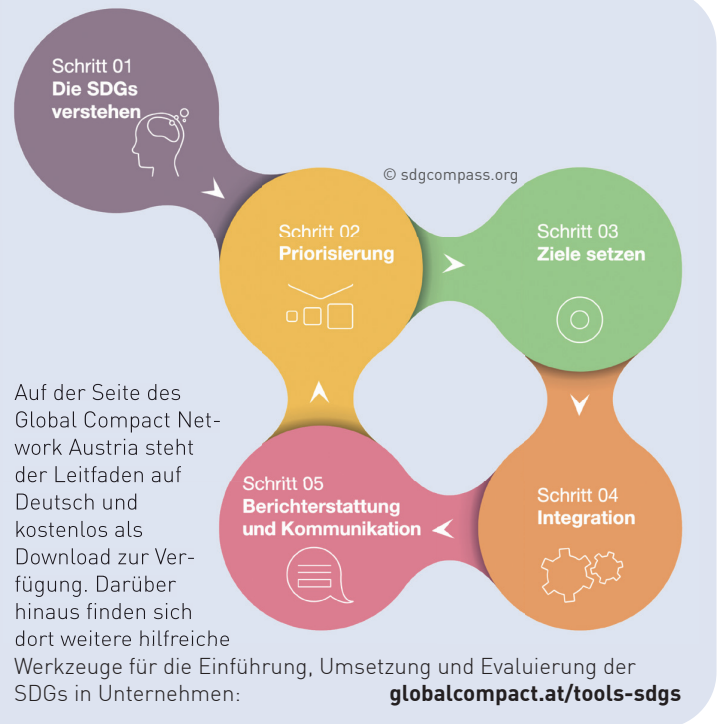 Schritt 01
Die SDGs
verstehen
© sdgcompass.org
Schritt 02
Priorisierung
Schritt 03
Ziele setzen
Schritt 04
Integration
Schritt 05
Berichterstattung
und Kommunikation
Auf der Seite des
Global Compact Net-
work Austria steht
der Leitfaden auf
Deutsch und
kostenlos als
Download zur Ver-
fügung. Darüber
hinaus finden sich
dort weitere hilfreiche
Werkzeuge für die Einführung, Umsetzung und Evaluierung der
SDGs in Unternehmen: globalcompact.at/tools-sdgs